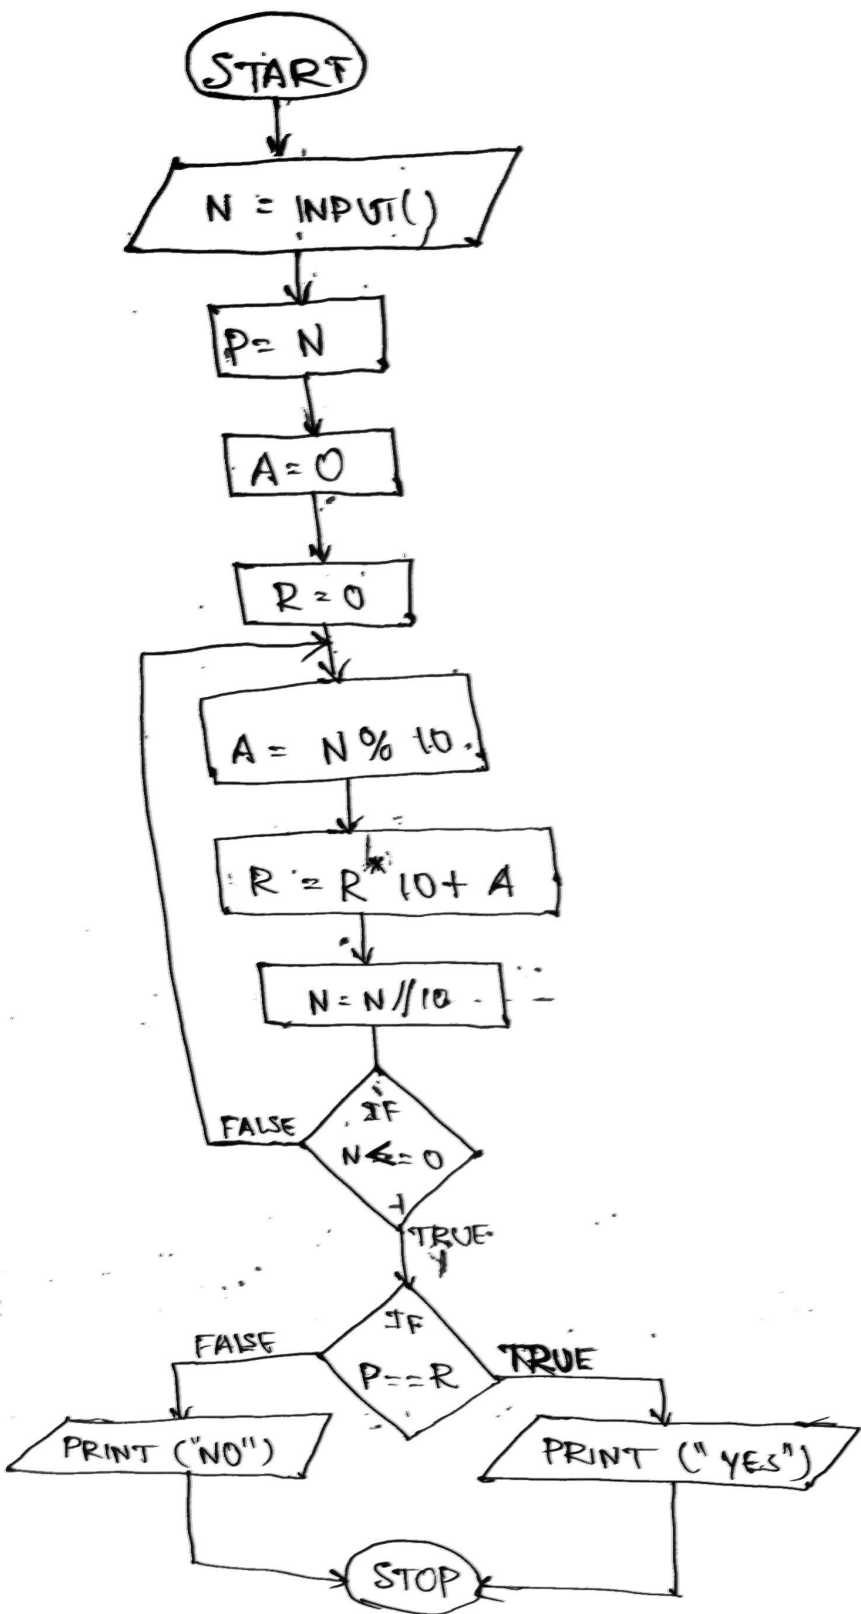 START
N = INPUT()
P = N
A = 0
R = 0
A = N % 10
R = R * 10 + A
N = N // 10
IF
N <= 0
FALSE
TRUE
IF
P == R
FALSE
TRUE
PRINT ("NO")
PRINT ("YES")
STOP